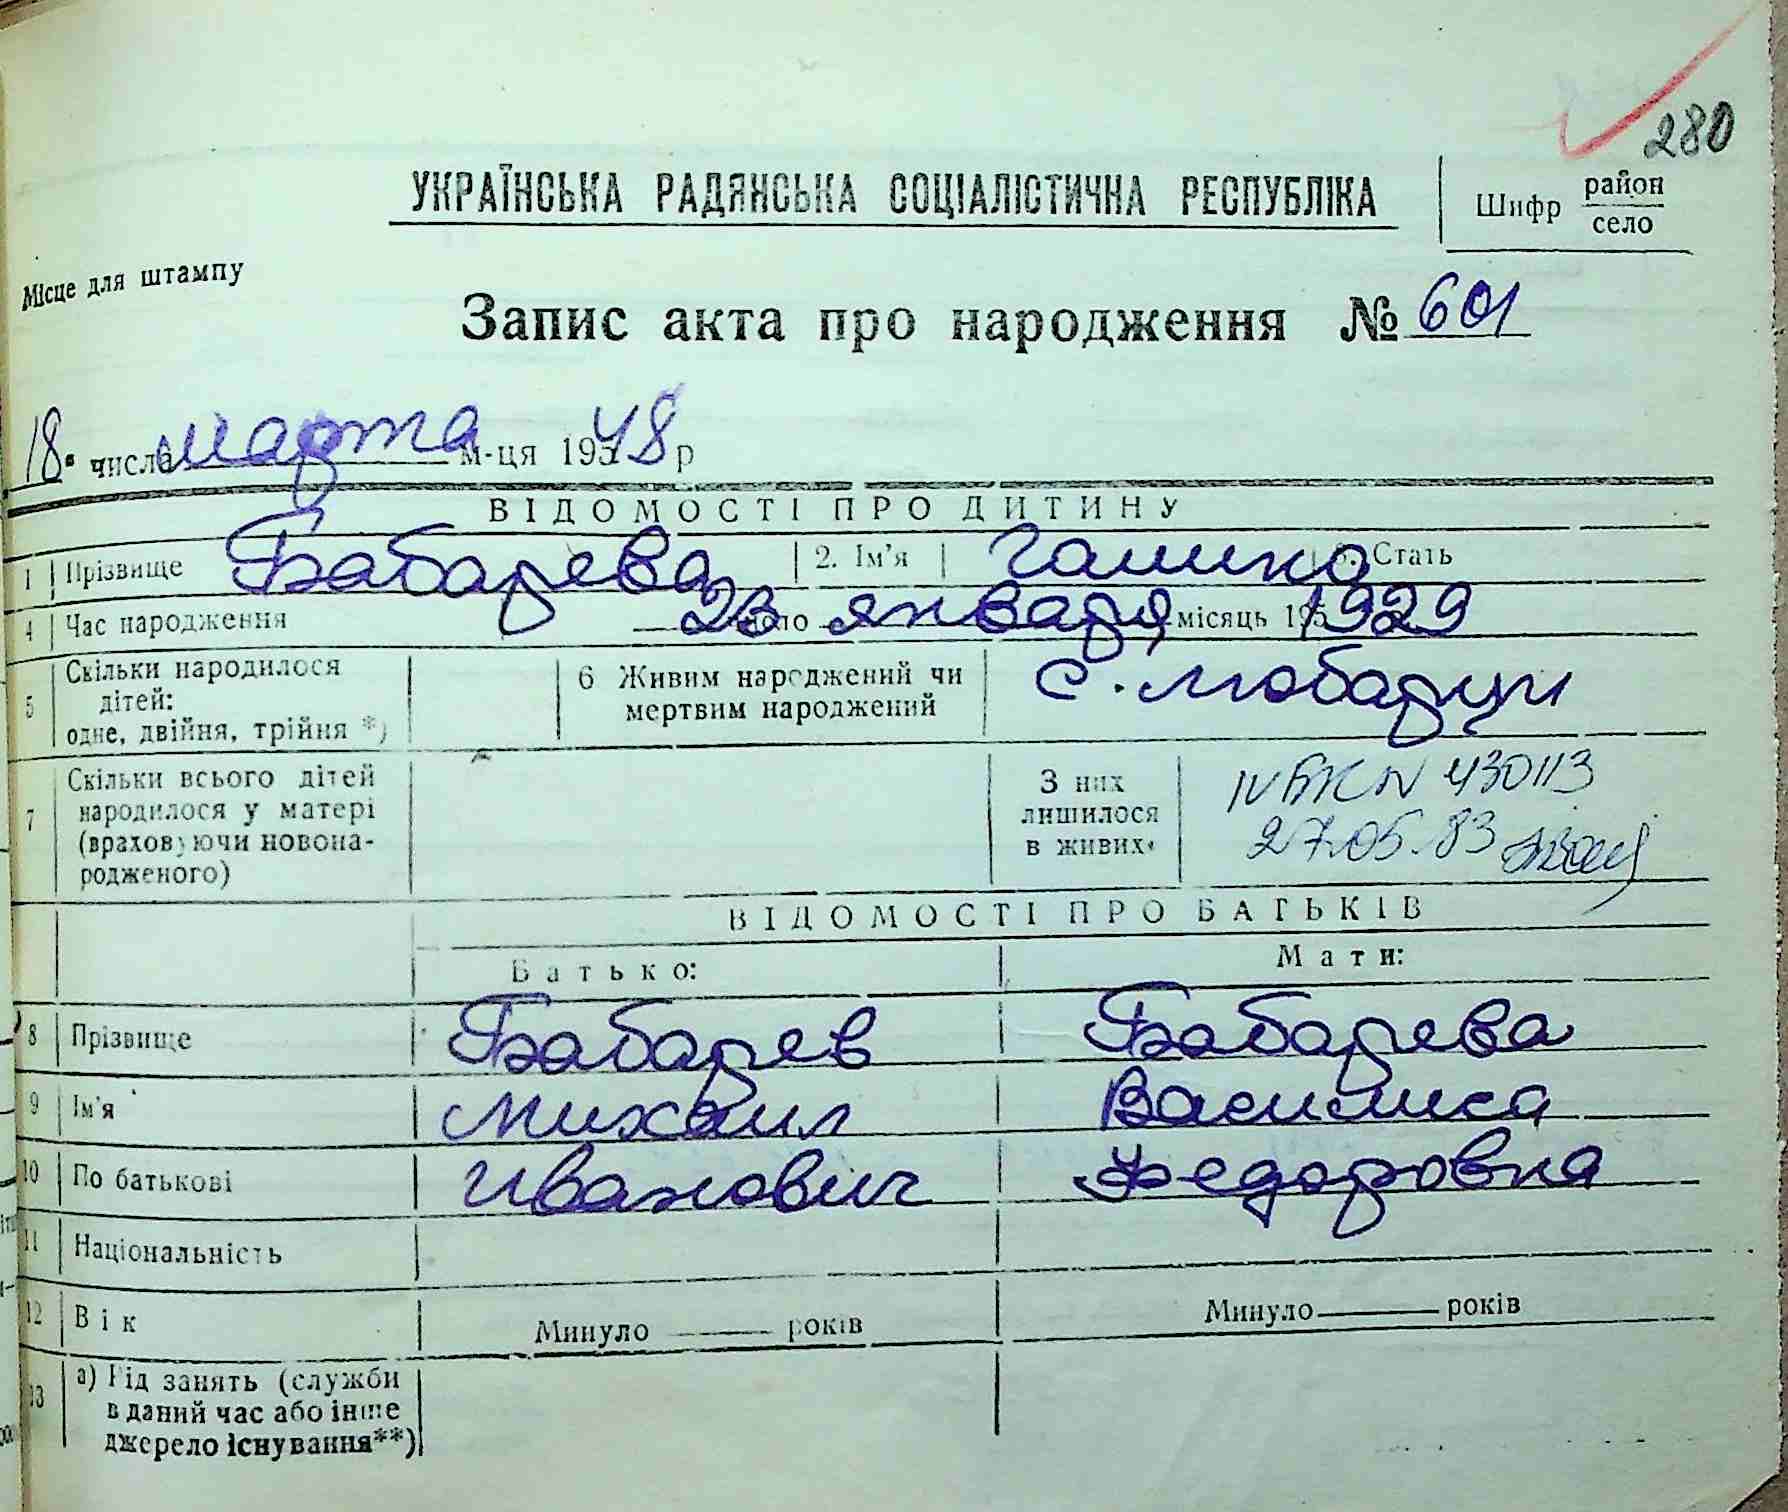 280
УКРАЇНСЬКА РАДЯНСЬКА СОЦІАЛІСТИЧНА РЕСПУБЛІКА
Шифр район
село
Місце для штампу
Запис акта про народження № 601
18 числа марта м-ця 195 48 р
ВІДОМОСТІ ПРО ДИТИНУ
1 Прізвище Бабарева 2. Ім'я 3. Стать
4 Час народження 23 число января місяць 195 1929
5 Скільки народилося дітей: одне, двійня, трійня *)
6 Живим народжений чи мертвим народжений с. Любарци
7 Скільки всього дітей народилося у матері (враховуючи новонародженого)
З них лишилося в живих
430113
27.05.83
ВІДОМОСТІ ПРО БАТЬКІВ
Батько: Мати:
8 Прізвище Бабарев Бабарева
9 Ім'я Михаил Василиса
10 По батькові Иванович Федоровна
11 Національність
12 Вік Минуло років Минуло років
13 а) Рід занять (служби
в даний час або інше
джерело існування**)